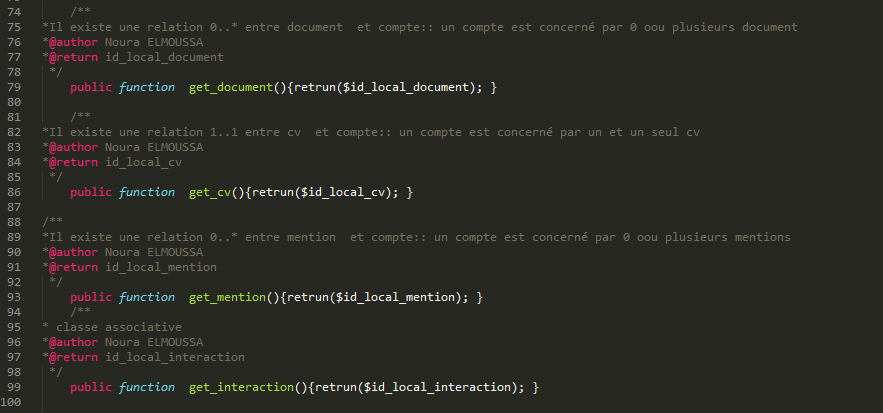 74 /**
75 *Il existe une relation 0..* entre document  et compte:: un compte est concerné par 0 oou plusieurs document
76 *@author Noura ELMOUSSA
77 *@return id_local_document
78 */
79 public function  get_document(){retrun($id_local_document); }
80
81 /**
82 *Il existe une relation 1..1 entre cv  et compte:: un compte est concerné par un et un seul cv
83 *@author Noura ELMOUSSA
84 *@return id_local_cv
85 */
86 public function  get_cv(){retrun($id_local_cv); }
87
88 /**
89 *Il existe une relation 0..* entre mention  et compte:: un compte est concerné par 0 oou plusieurs mentions
90 *@author Noura ELMOUSSA
91 *@return id_local_mention
92 */
93 public function  get_mention(){retrun($id_local_mention); }
94 /**
95 * classe associative
96 *@author Noura ELMOUSSA
97 *@return id_local_interaction
98 */
99 public function  get_interaction(){retrun($id_local_interaction); }
100